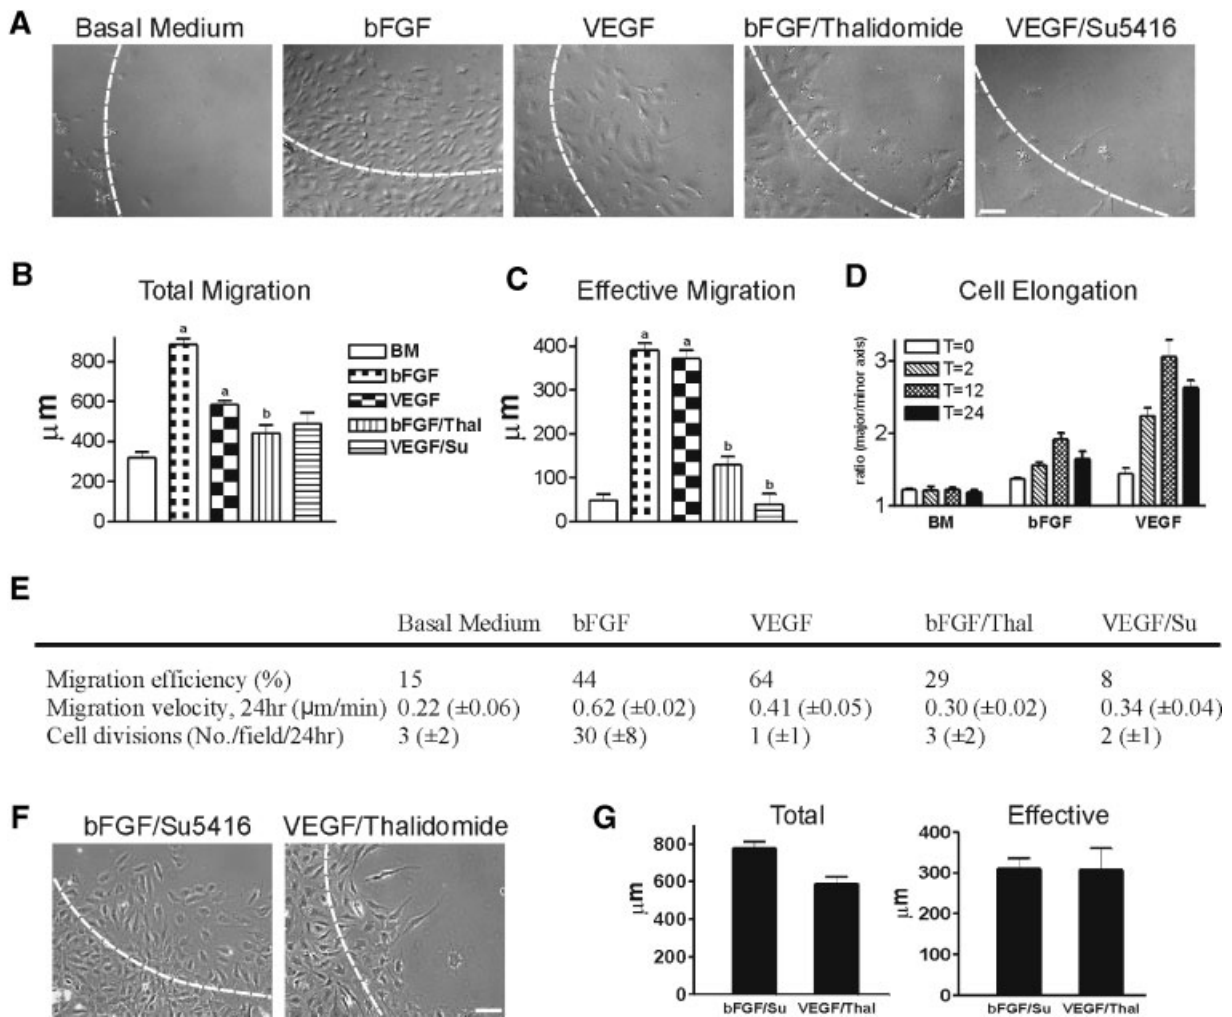 A
Basal Medium
bFGF
VEGF
bFGF/Thalidomide
VEGF/Su5416
B
Total Migration
μm
800
600
400
200
0
a
a
b
BM
bFGF
VEGF
bFGF/Thal
VEGF/Su
C
Effective Migration
μm
400
300
200
100
0
a
a
b
b
D
Cell Elongation
ratio (major/minor axis)
3
2
1
T=0
T=2
T=12
T=24
BM
bFGF
VEGF
E
Basal Medium bFGF VEGF bFGF/Thal VEGF/Su
Migration efficiency (%) 15 44 64 29 8
Migration velocity, 24hr (μm/min) 0.22 (±0.06) 0.62 (±0.02) 0.41 (±0.05) 0.30 (±0.02) 0.34 (±0.04)
Cell divisions (No./field/24hr) 3 (±2) 30 (±8) 1 (±1) 3 (±2) 2 (±1)
F
bFGF/Su5416
VEGF/Thalidomide
G
Total
μm
800
600
400
200
0
bFGF/Su VEGF/Thal
Effective
μm
400
300
200
100
0
bFGF/Su VEGF/Thal